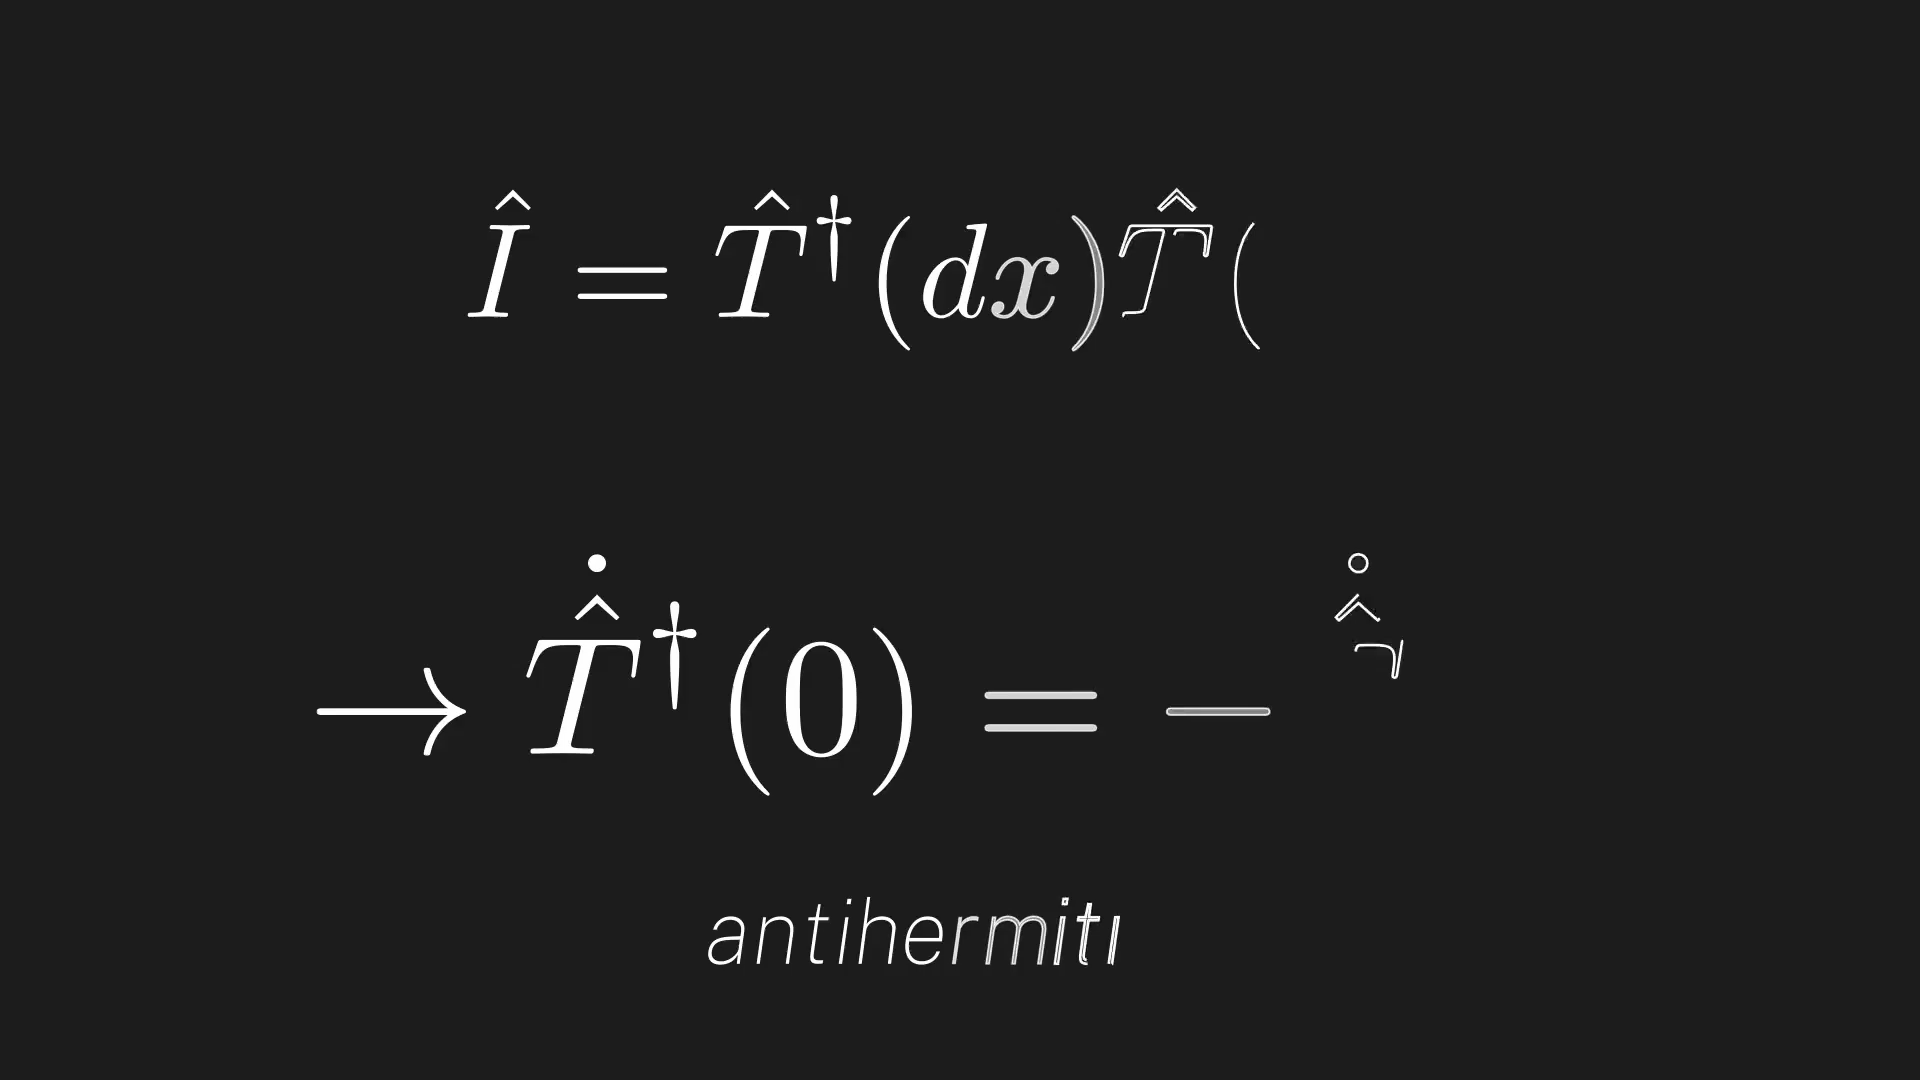 Î = T̂†(dx)T̂(
→ Ṫ̂†(0) = − Ṫ̂
antihermiti